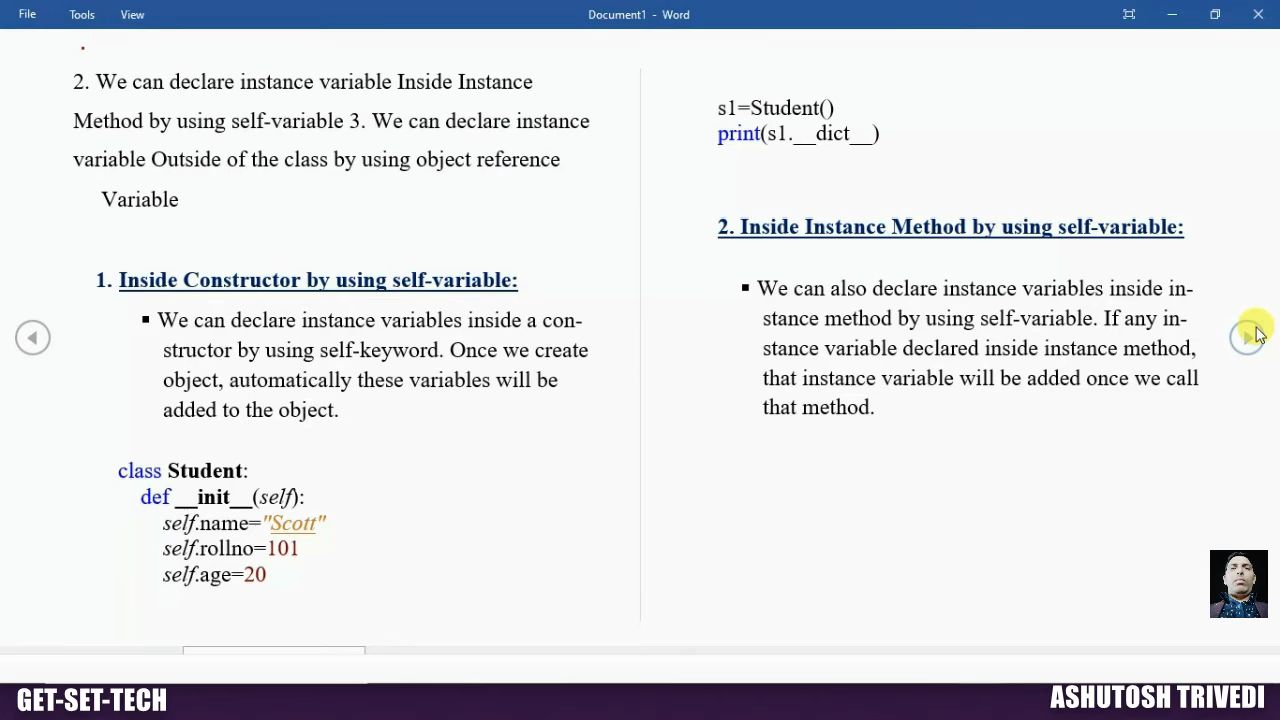 File Tools View Document1 - Word
2. We can declare instance variable Inside Instance
Method by using self-variable 3. We can declare instance
variable Outside of the class by using object reference
Variable
1. Inside Constructor by using self-variable:
▪ We can declare instance variables inside a con-
structor by using self-keyword. Once we create
object, automatically these variables will be
added to the object.
class Student:
def __init__(self):
self.name="Scott"
self.rollno=101
self.age=20
s1=Student()
print(s1.__dict__)
2. Inside Instance Method by using self-variable:
▪ We can also declare instance variables inside in-
stance method by using self-variable. If any in-
stance variable declared inside instance method,
that instance variable will be added once we call
that method.
GET-SET-TECH
ASHUTOSH TRIVEDI